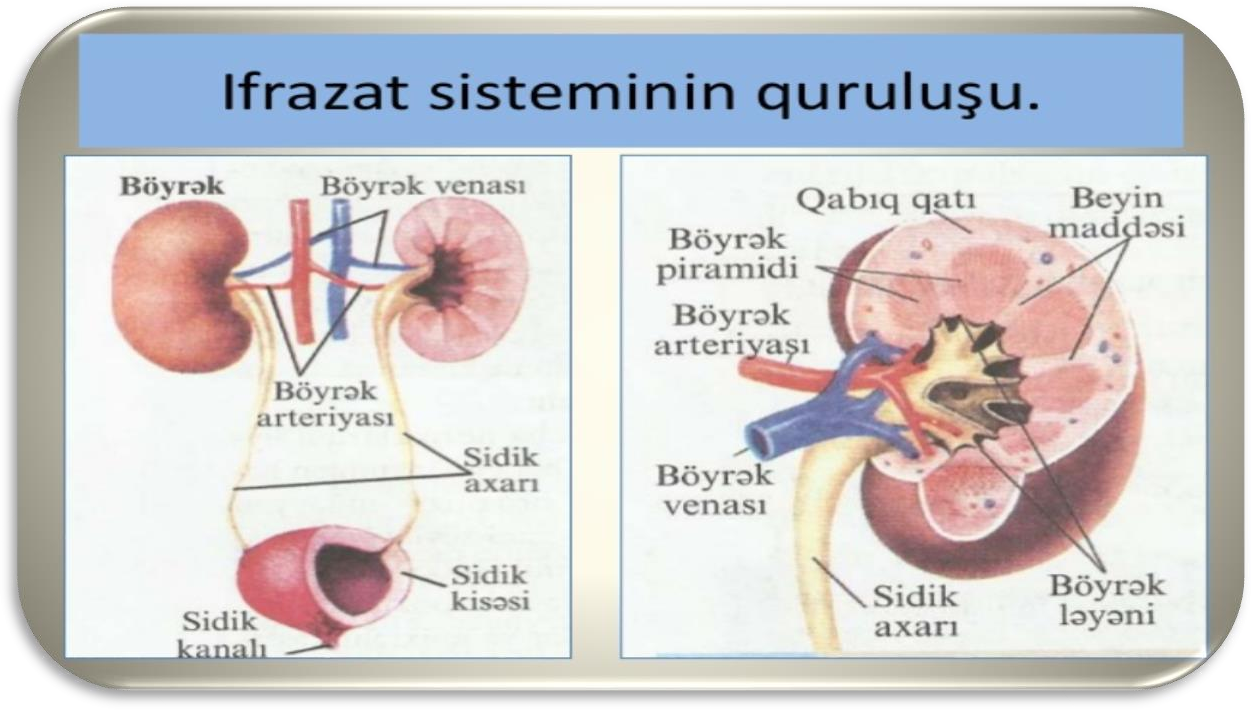 Ifrazat sisteminin quruluşu.
Böyrək
Böyrək venası
Böyrək
arteriyası
Sidik
axarı
Sidik
kisəsi
Sidik
kanalı
Qabıq qatı
Beyin
maddəsi
Böyrək
piramidi
Böyrək
arteriyaşı
Böyrək
venası
Sidik
axarı
Böyrək
ləyəni